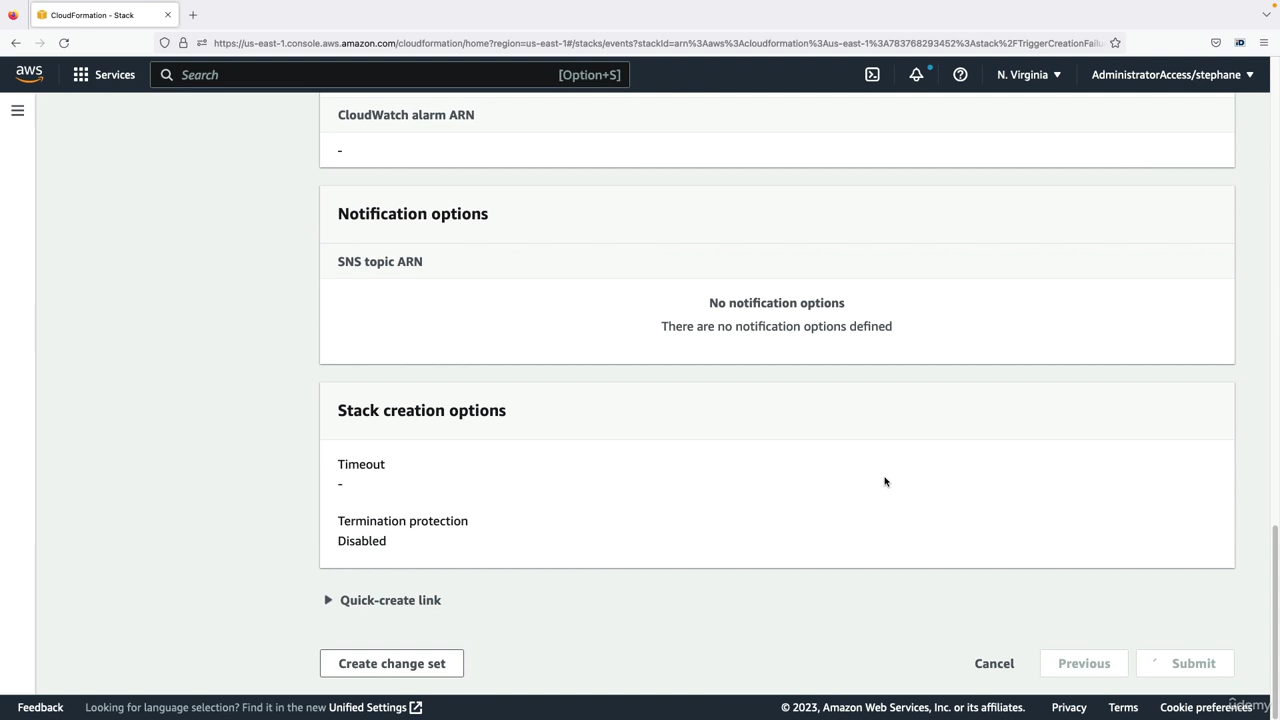 CloudFormation - Stack
https://us-east-1.console.aws.amazon.com/cloudformation/home?region=us-east-1#/stacks/events?stackId=arn%3Aaws%3Acloudformation%3Aus-east-1%3A783768293452%3Astack%2FTriggerCreationFailu
aws
Services
Search
[Option+S]
N. Virginia
AdministratorAccess/stephane
CloudWatch alarm ARN
-
Notification options
SNS topic ARN
No notification options
There are no notification options defined
Stack creation options
Timeout
-
Termination protection
Disabled
Quick-create link
Create change set
Cancel
Previous
Submit
Feedback
Looking for language selection? Find it in the new Unified Settings
© 2023, Amazon Web Services, Inc. or its affiliates.
Privacy
Terms
Cookie preferences
udemy